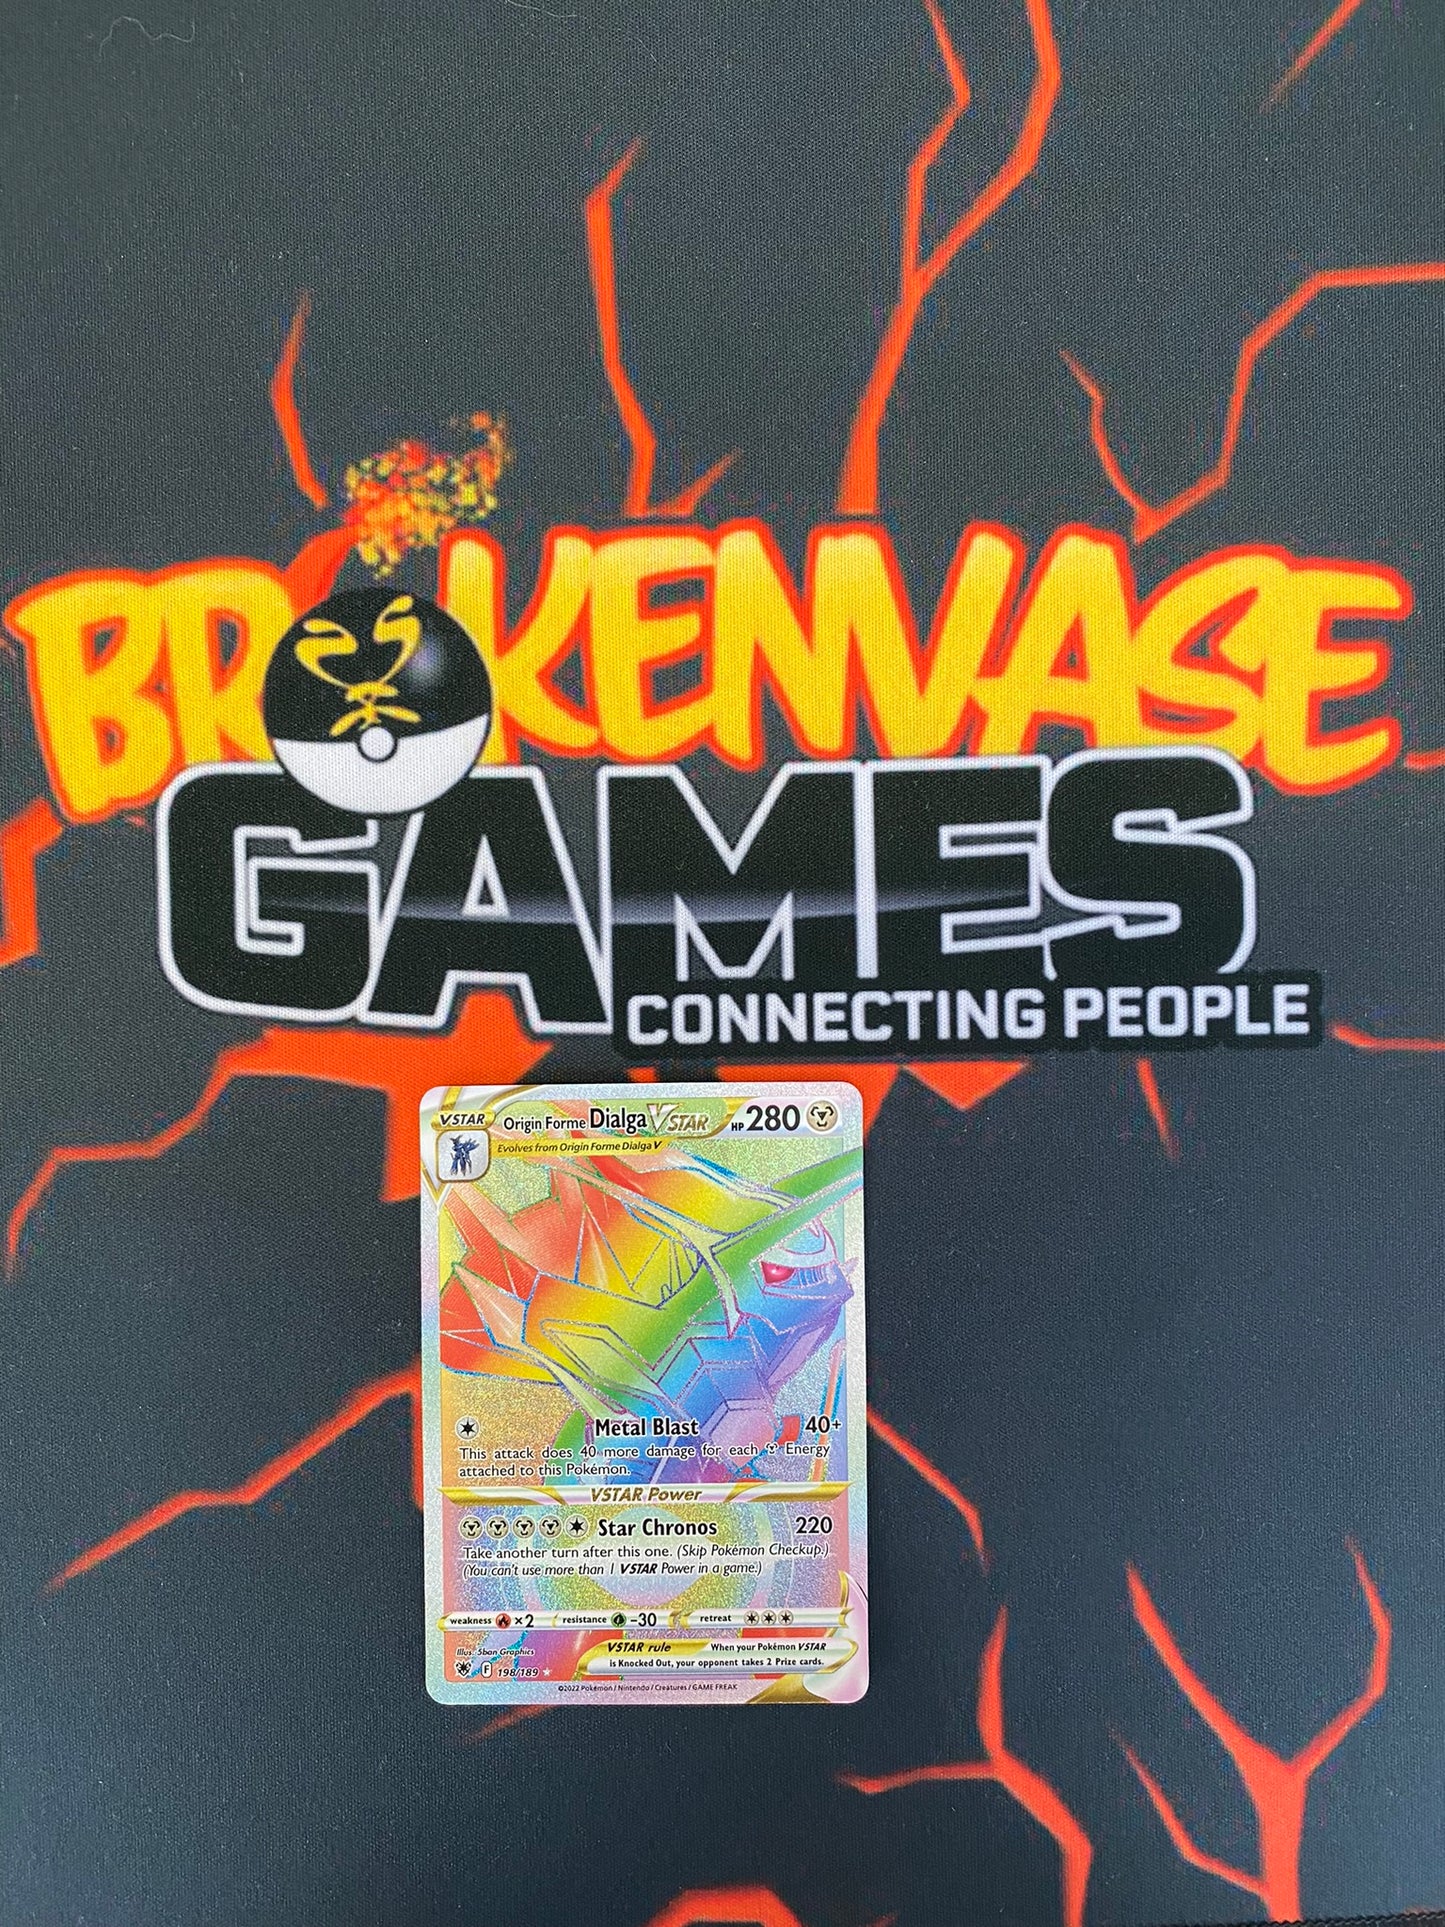 BROKENVASE
GAMES
CONNECTING PEOPLE
VSTAR Origin Forme Dialga VSTAR HP 280
Evolves from Origin Forme Dialga V
Metal Blast 40+
This attack does 40 more damage for each Energy
attached to this Pokémon.
VSTAR Power
Star Chronos 220
Take another turn after this one. (Skip Pokémon Checkup.)
(You can't use more than 1 VSTAR Power in a game.)
weakness ×2 resistance -30 retreat
Illus. 5ban Graphics
VSTAR rule When your Pokémon VSTAR
is Knocked Out, your opponent takes 2 Prize cards.
F 198/189
©2022 Pokémon / Nintendo / Creatures / GAME FREAK